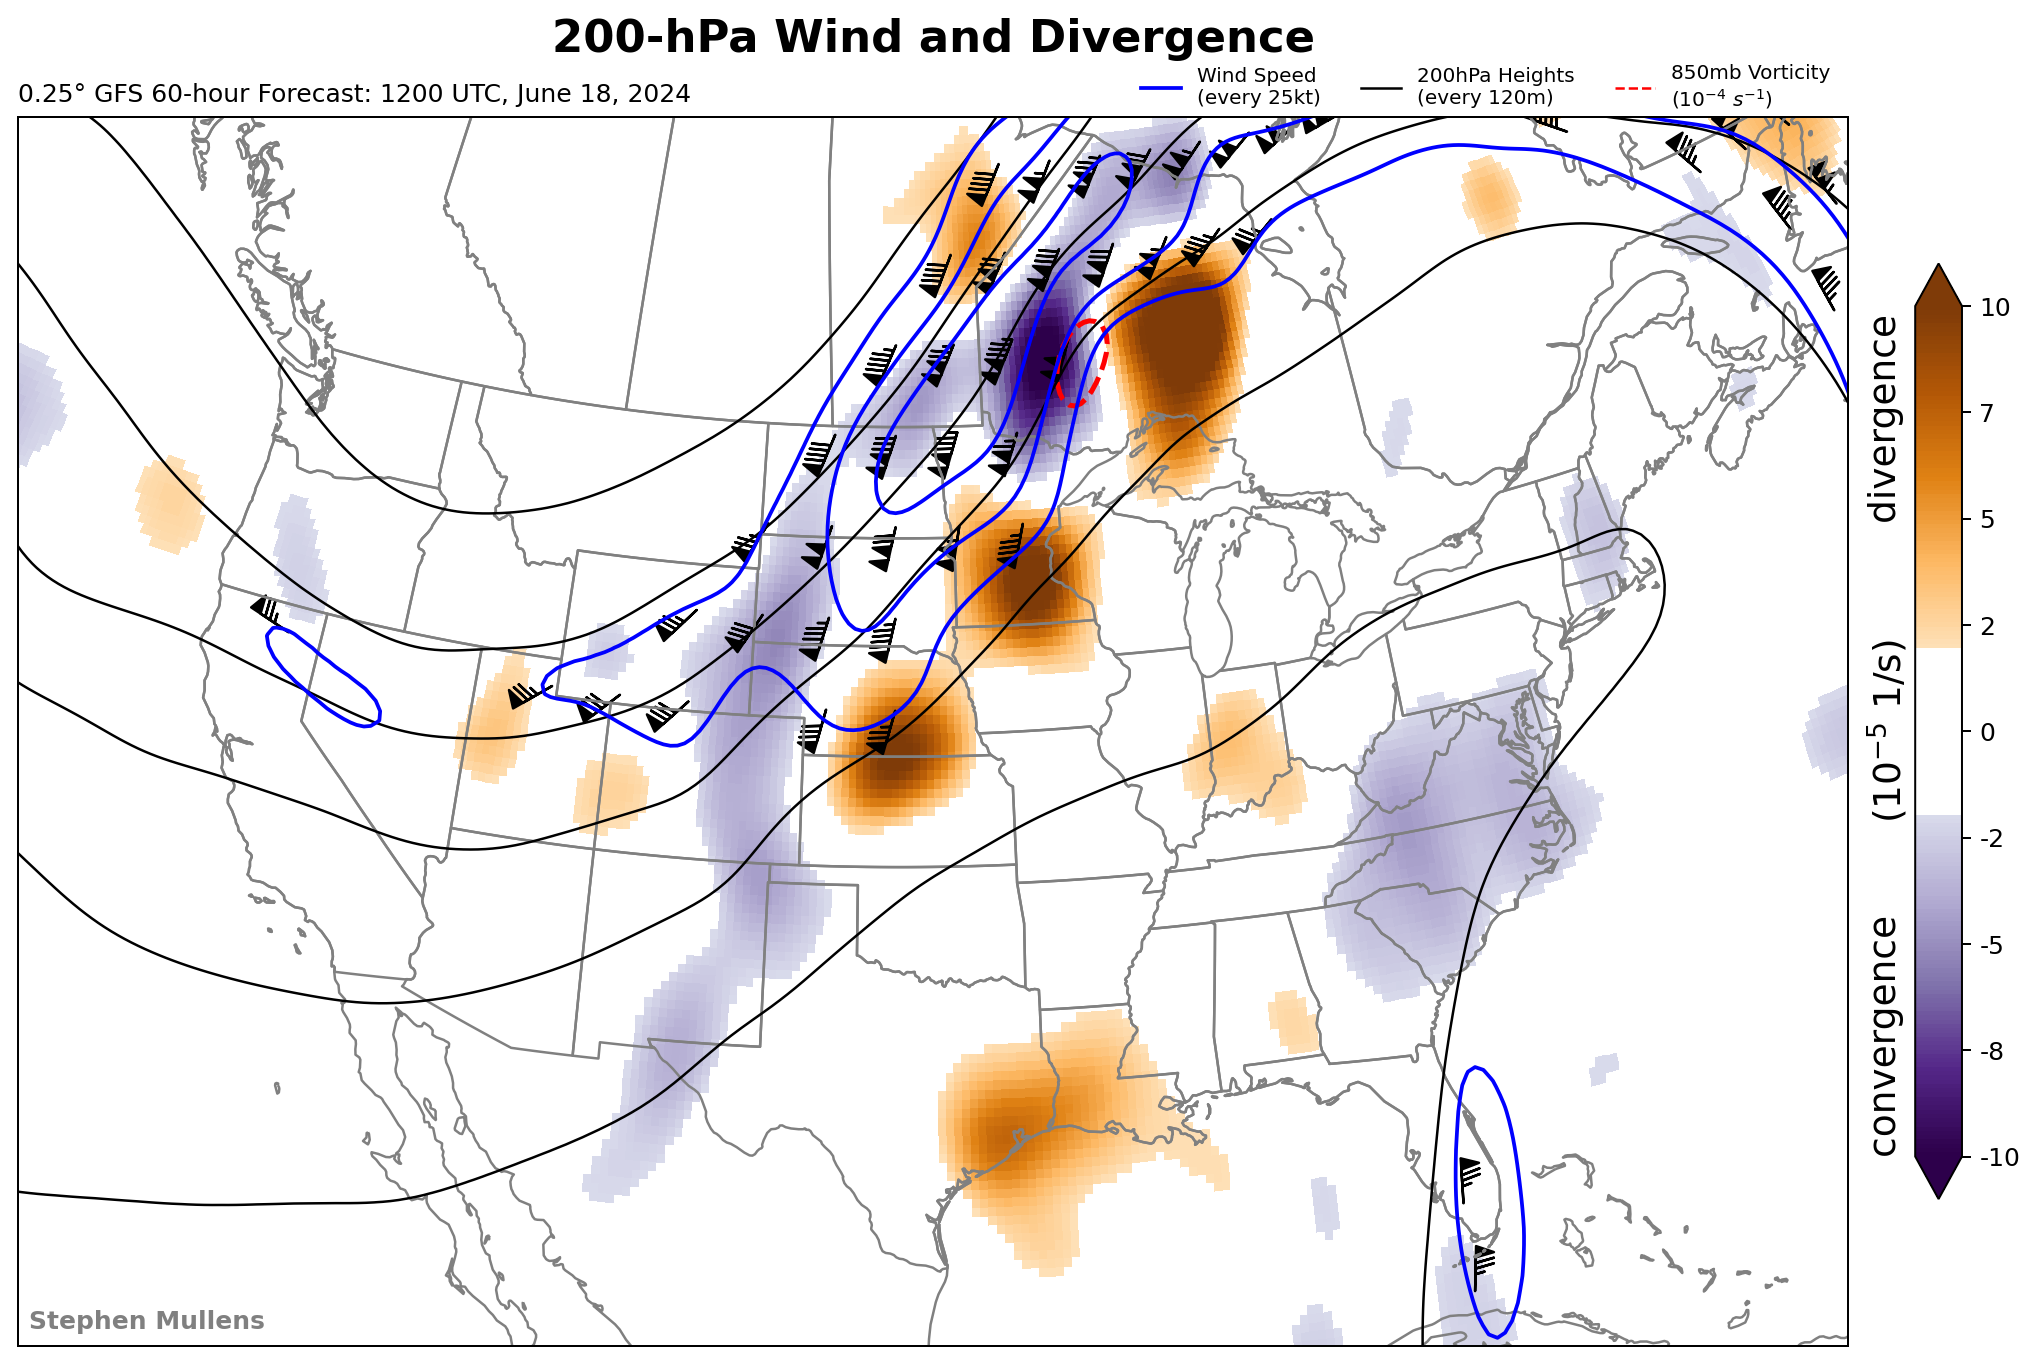 200-hPa Wind and Divergence
0.25° GFS 60-hour Forecast: 1200 UTC, June 18, 2024
Wind Speed
(every 25kt)
200hPa Heights
(every 120m)
850mb Vorticity
(10⁻⁴ s⁻¹)
10
7
5
2
0
-2
-5
-8
-10
convergence (10⁻⁵ 1/s) divergence
Stephen Mullens